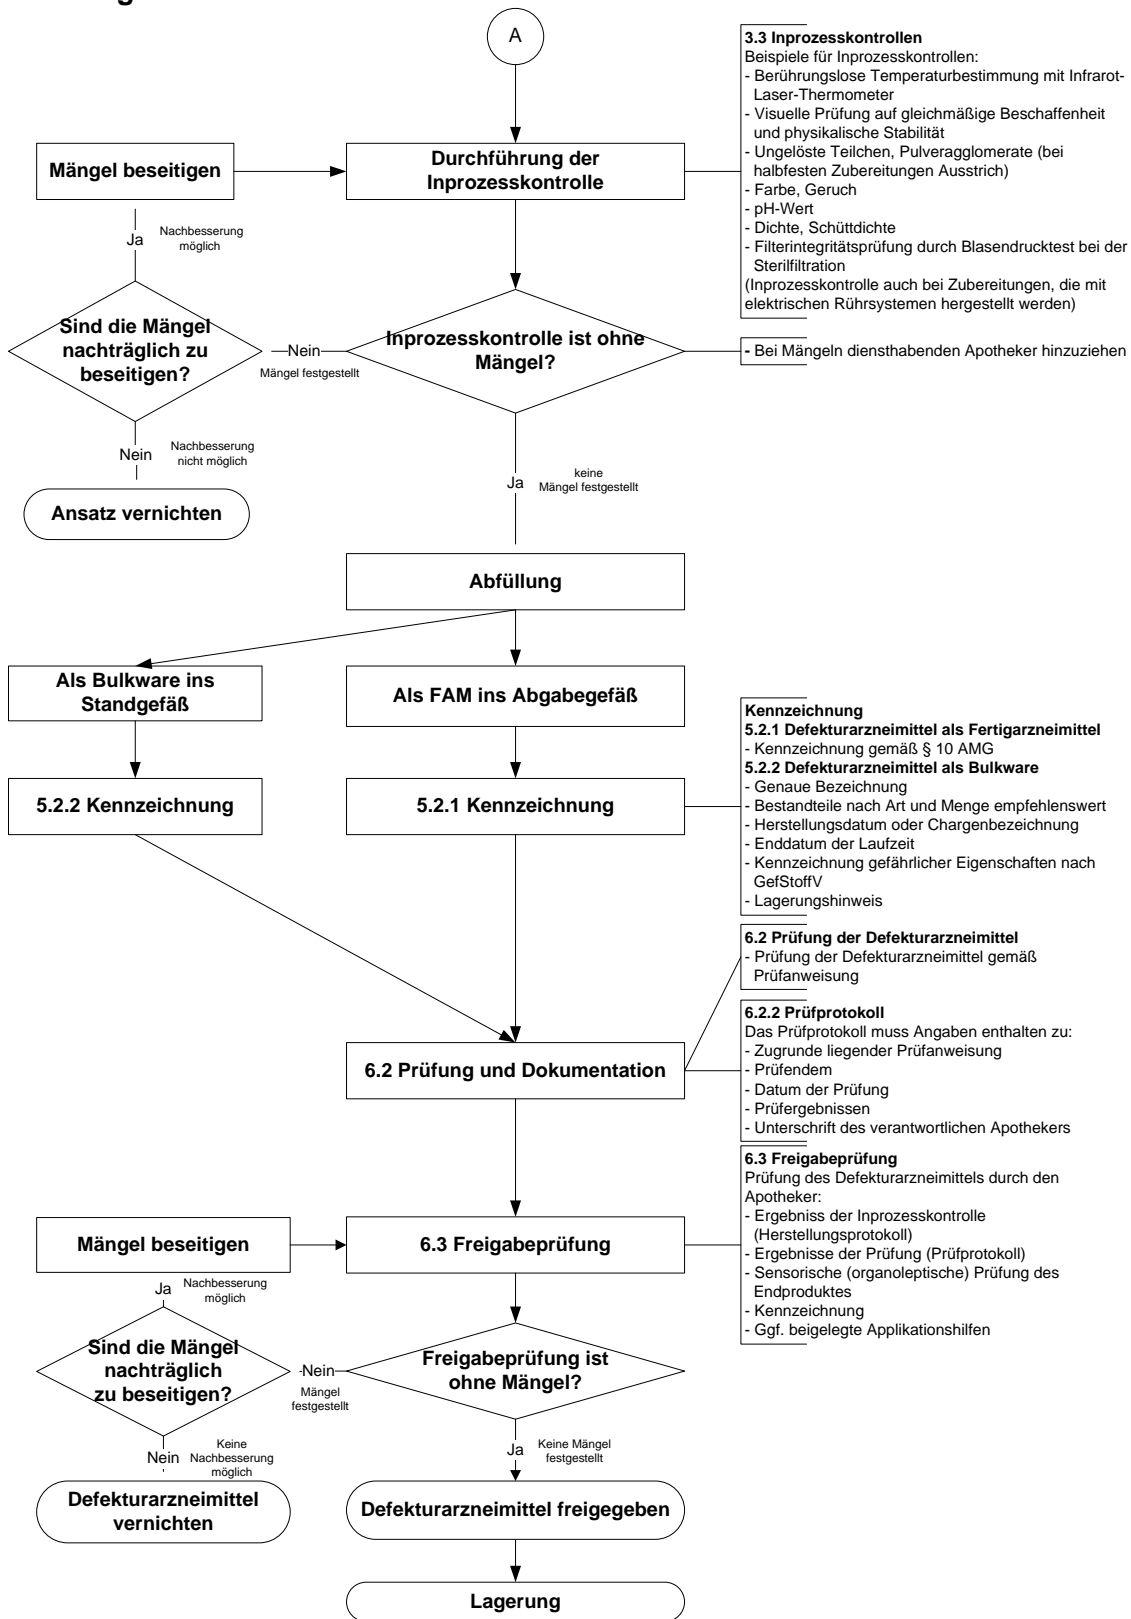 A
3.3 Inprozesskontrollen
Beispiele für Inprozesskontrollen:
- Berührungslose Temperaturbestimmung mit Infrarot-
Laser-Thermometer
- Visuelle Prüfung auf gleichmäßige Beschaffenheit
und physikalische Stabilität
- Ungelöste Teilchen, Pulveragglomerate (bei
halbfesten Zubereitungen Ausstrich)
- Farbe, Geruch
- pH-Wert
- Dichte, Schüttdichte
- Filterintegritätsprüfung durch Blasendrucktest bei der
Sterilfiltration
(Inprozesskontrolle auch bei Zubereitungen, die mit
elektrischen Rührsystemen hergestellt werden)
Mängel beseitigen
Durchführung der
Inprozesskontrolle
Ja
Nachbesserung
möglich
Sind die Mängel
nachträglich zu
beseitigen?
Nein
Mängel festgestellt
Inprozesskontrolle ist ohne
Mängel?
- Bei Mängeln diensthabenden Apotheker hinzuziehen
Nein
Nachbesserung
nicht möglich
Ansatz vernichten
Ja
keine
Mängel festgestellt
Abfüllung
Als Bulkware ins
Standgefäß
Als FAM ins Abgabegefäß
5.2.2 Kennzeichnung
5.2.1 Kennzeichnung
Kennzeichnung
5.2.1 Defekturarzneimittel als Fertigarzneimittel
- Kennzeichnung gemäß § 10 AMG
5.2.2 Defekturarzneimittel als Bulkware
- Genaue Bezeichnung
- Bestandteile nach Art und Menge empfehlenswert
- Herstellungsdatum oder Chargenbezeichnung
- Enddatum der Laufzeit
- Kennzeichnung gefährlicher Eigenschaften nach
GefStoffV
- Lagerungshinweis
6.2 Prüfung der Defekturarzneimittel
- Prüfung der Defekturarzneimittel gemäß
Prüfanweisung
6.2 Prüfung und Dokumentation
6.2.2 Prüfprotokoll
Das Prüfprotokoll muss Angaben enthalten zu:
- Zugrunde liegender Prüfanweisung
- Prüfendem
- Datum der Prüfung
- Prüfergebnissen
- Unterschrift des verantwortlichen Apothekers
Mängel beseitigen
6.3 Freigabeprüfung
6.3 Freigabeprüfung
Prüfung des Defekturarzneimittels durch den
Apotheker:
- Ergebniss der Inprozesskontrolle
(Herstellungsprotokoll)
- Ergebnisse der Prüfung (Prüfprotokoll)
- Sensorische (organoleptische) Prüfung des
Endproduktes
- Kennzeichnung
- Ggf. beigelegte Applikationshilfen
Ja
Nachbesserung
möglich
Sind die Mängel
nachträglich
zu beseitigen?
Nein
Mängel
festgestellt
Freigabeprüfung ist
ohne Mängel?
Nein
Keine
Nachbesserung
möglich
Ja
Keine Mängel
festgestellt
Defekturarzneimittel
vernichten
Defekturarzneimittel freigegeben
Lagerung